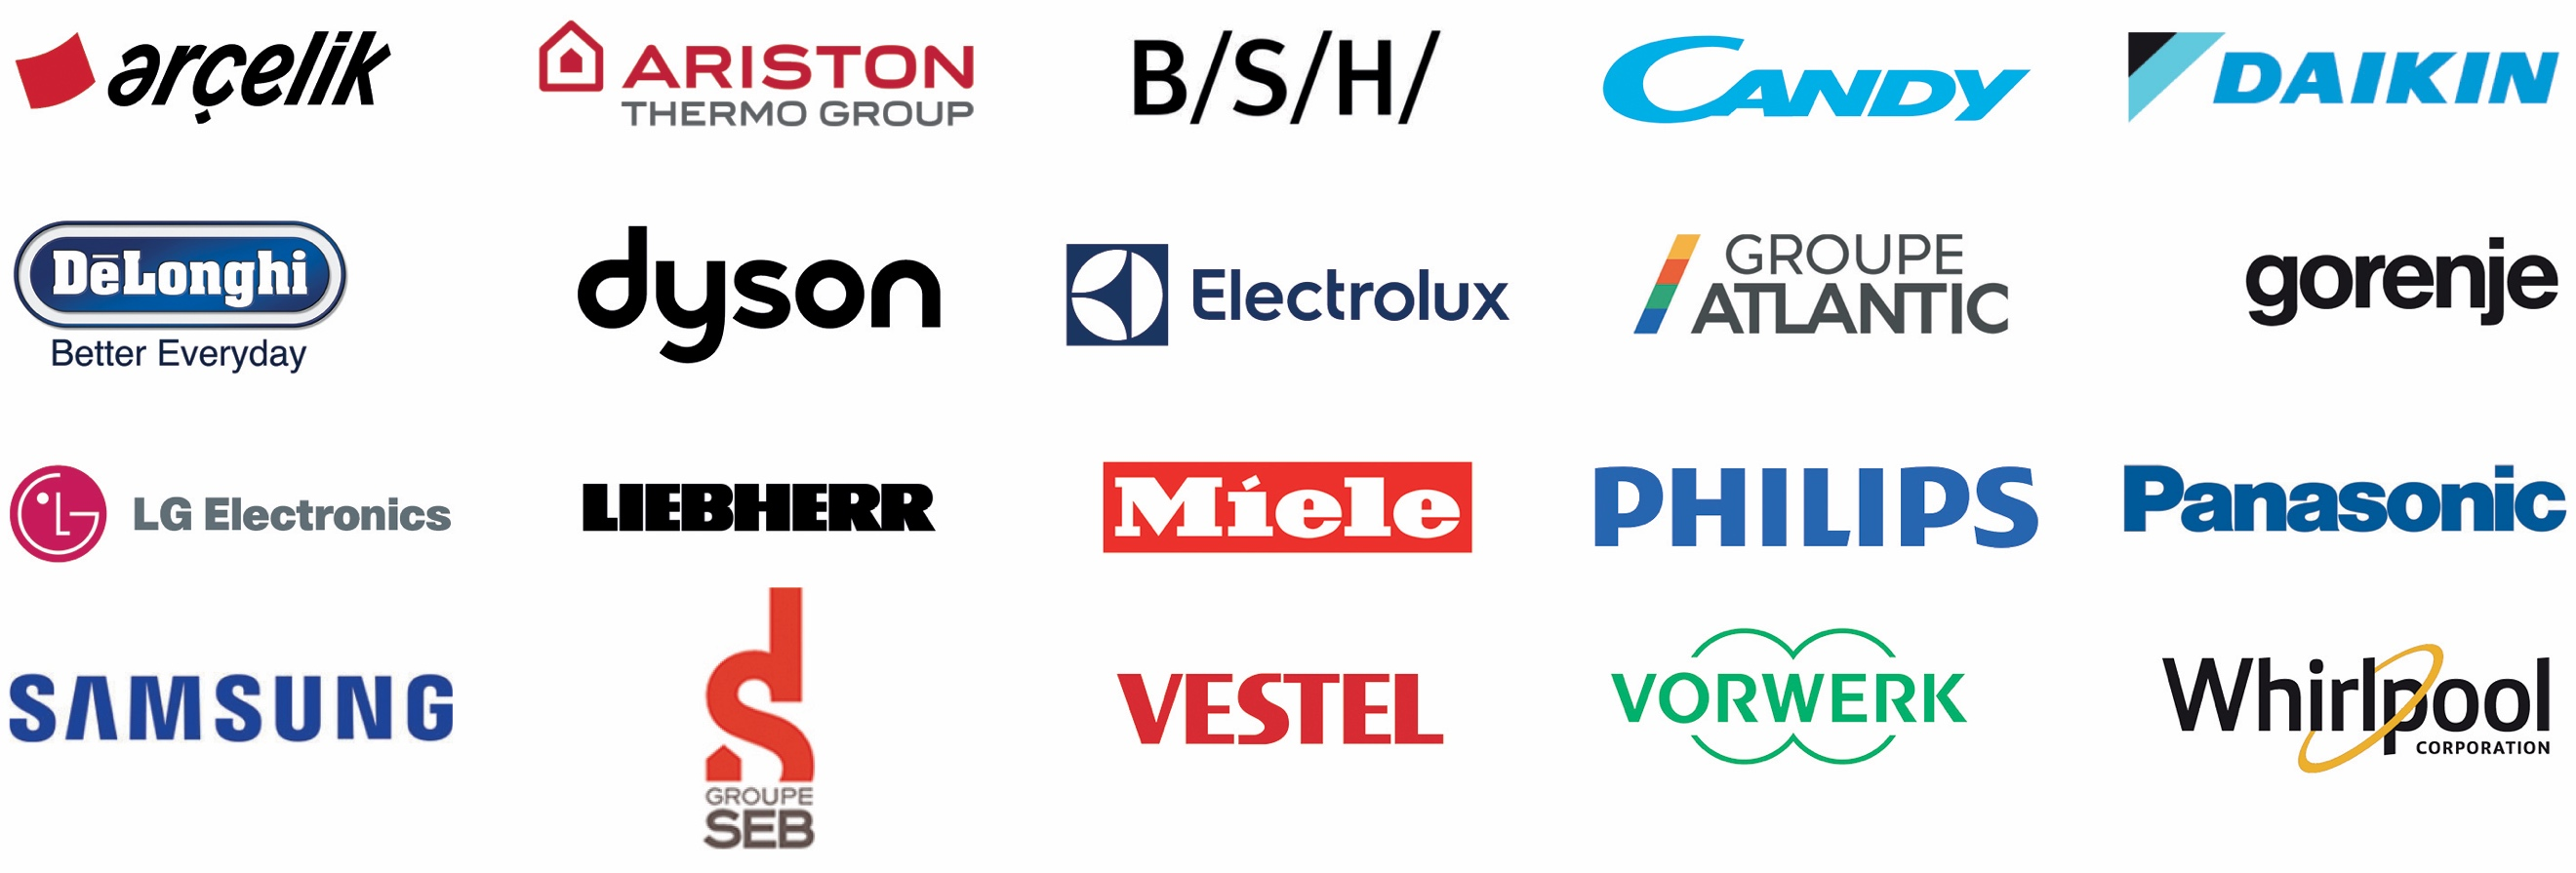 arçelik
ARISTON
THERMO GROUP
B/S/H/
CANDY
DAIKIN
DēLonghi
Better Everyday
dyson
Electrolux
GROUPE
ATLANTIC
gorenje
LG Electronics
LIEBHERR
Miele
PHILIPS
Panasonic
SAMSUNG
GROUPE
SEB
VESTEL
VORWERK
Whirlpool
CORPORATION